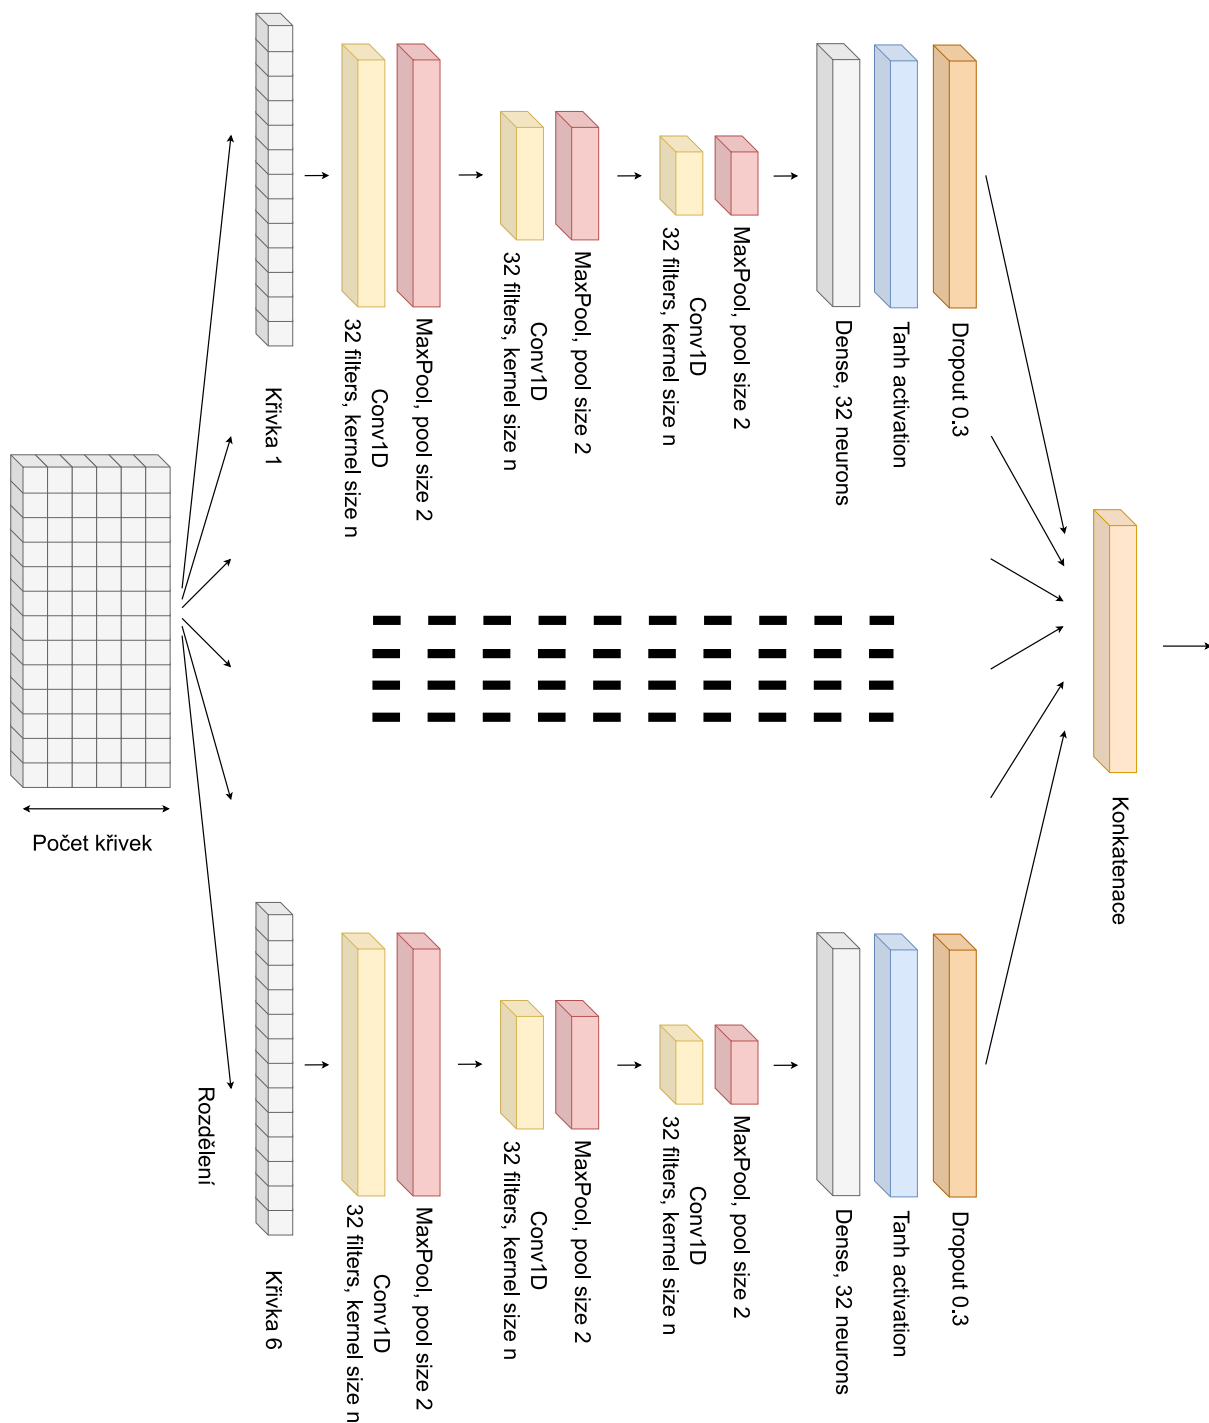 Křivka 1
Conv1D
32 filters, kernel size n
MaxPool, pool size 2
Conv1D
32 filters, kernel size n
MaxPool, pool size 2
Conv1D
32 filters, kernel size n
MaxPool, pool size 2
Dense, 32 neurons
Tanh activation
Dropout 0.3
Počet křivek
Konkatenace
Rozdělení
Křivka 6
Conv1D
32 filters, kernel size n
MaxPool, pool size 2
Conv1D
32 filters, kernel size n
MaxPool, pool size 2
Conv1D
32 filters, kernel size n
MaxPool, pool size 2
Dense, 32 neurons
Tanh activation
Dropout 0.3